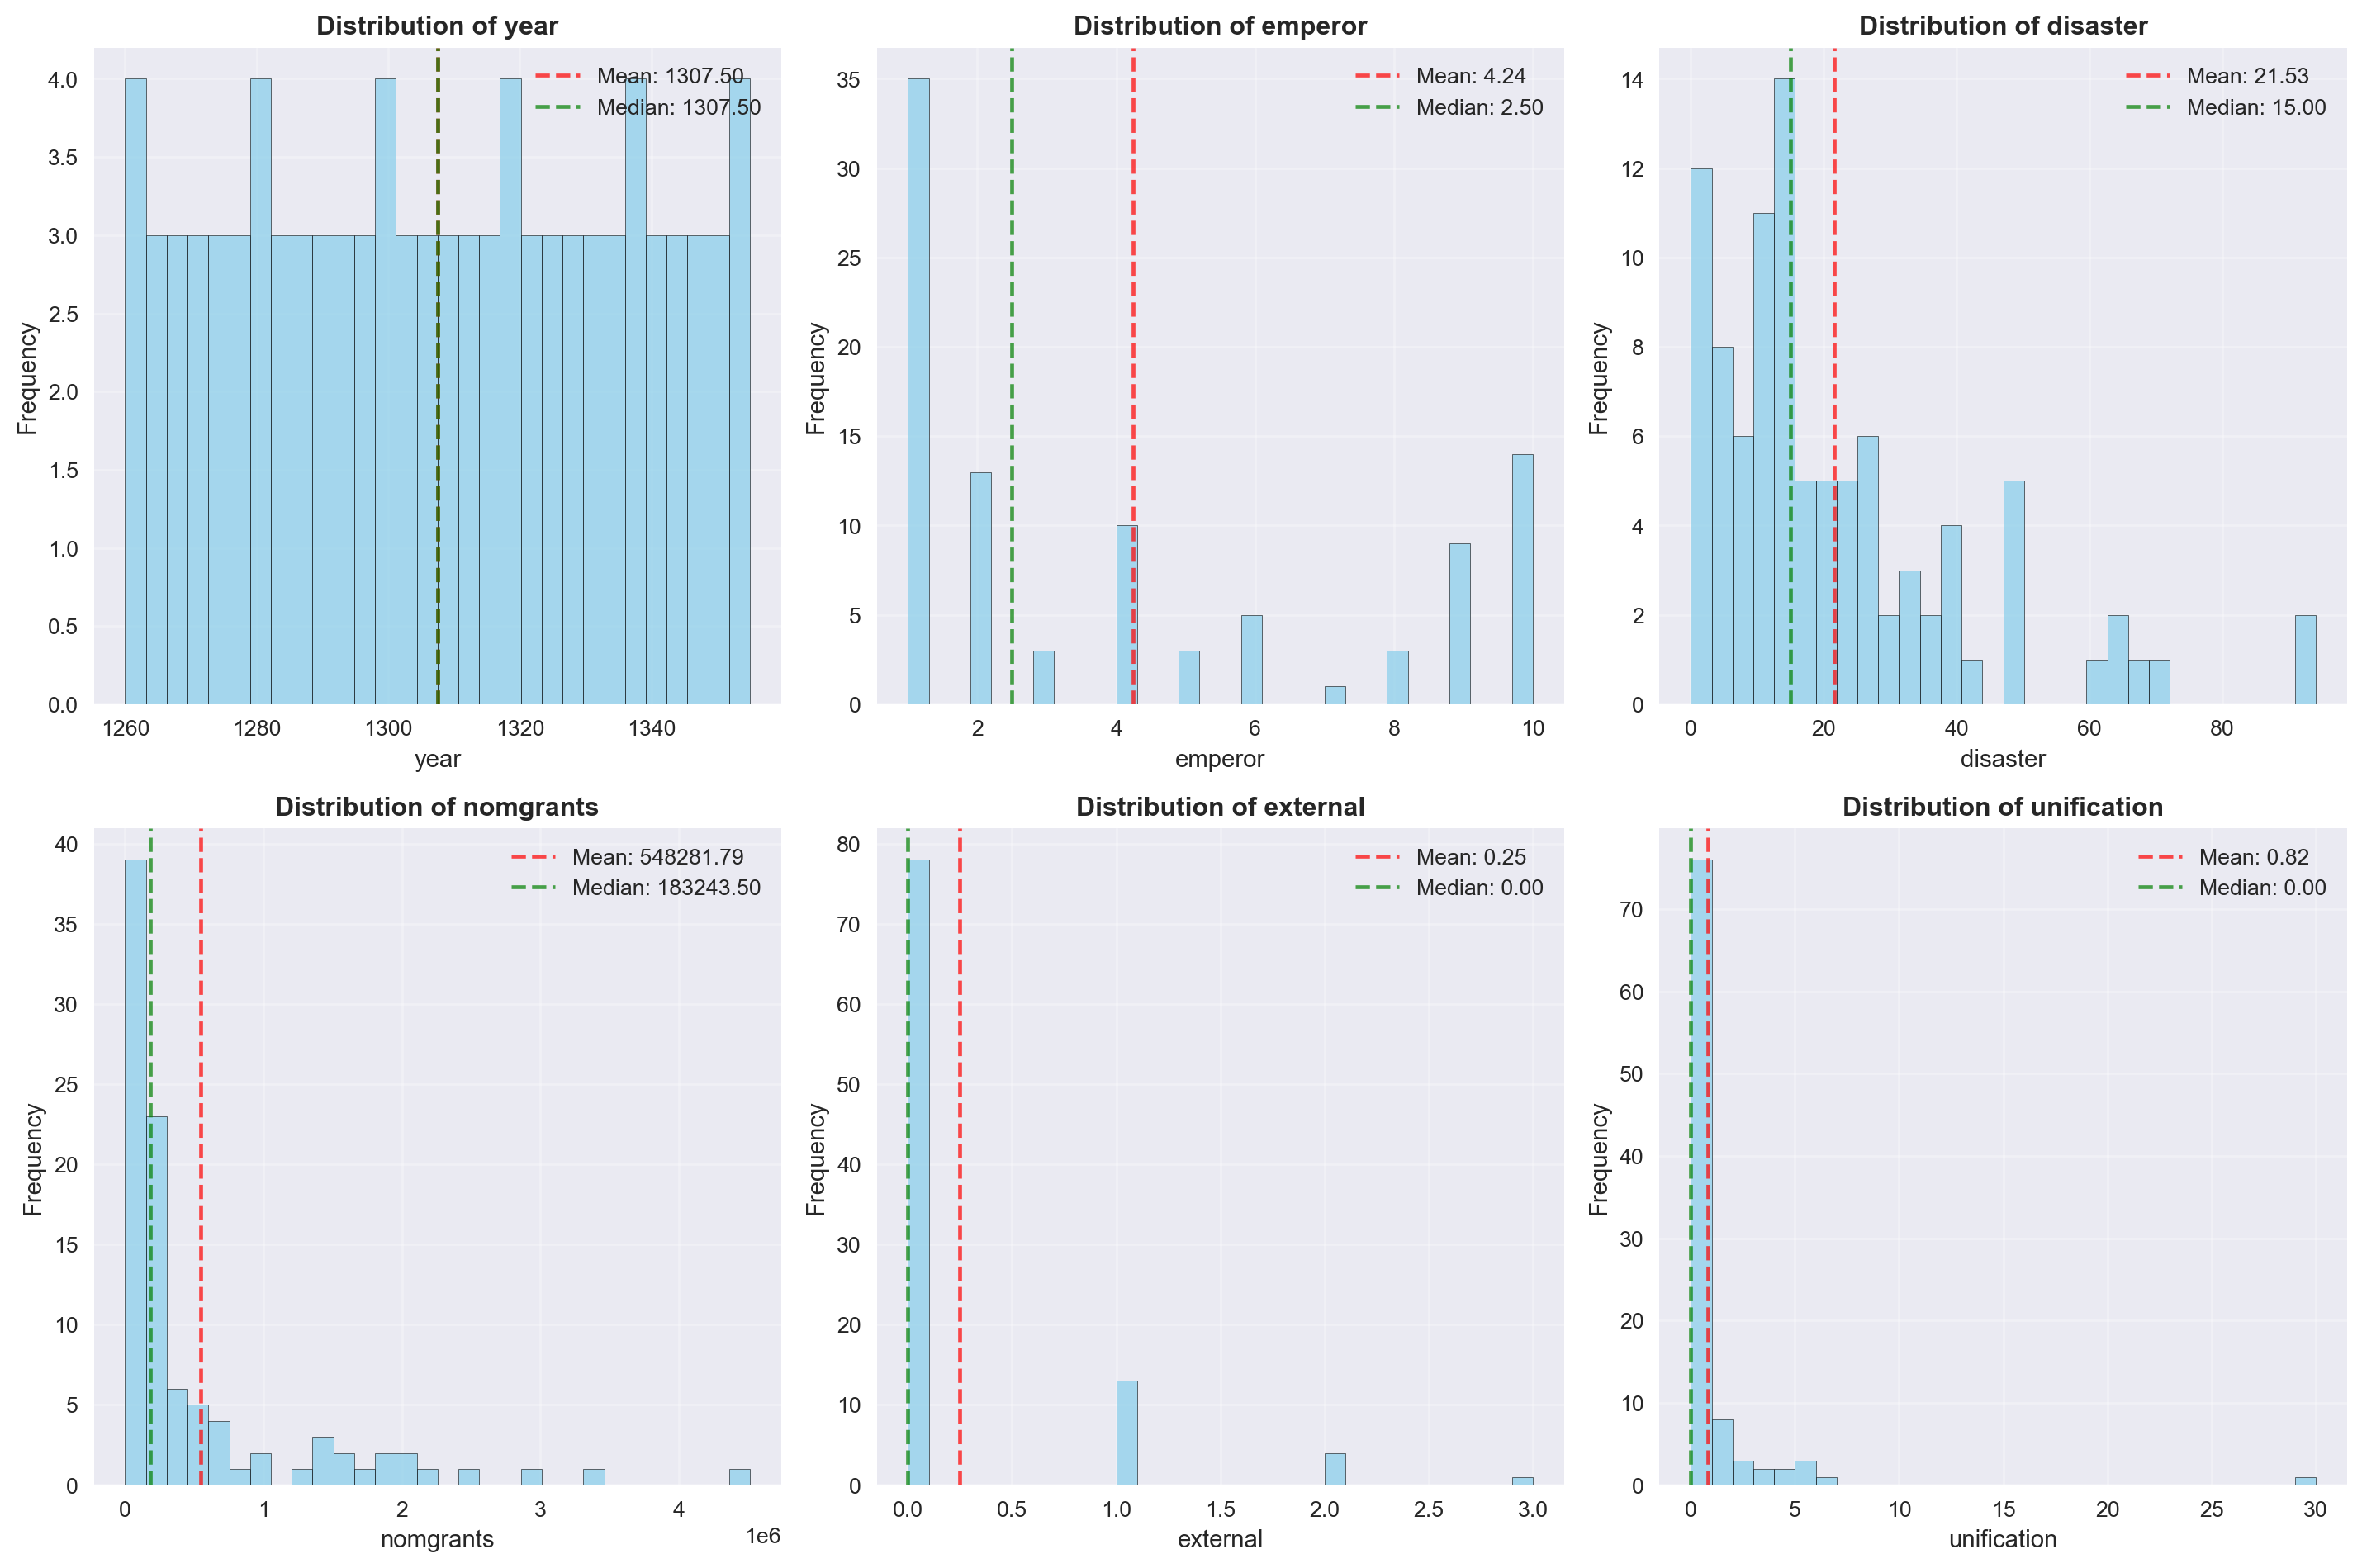 Distribution of year
Mean: 1307.50
Median: 1307.50
4.0
3.5
3.0
2.5
2.0
1.5
1.0
0.5
0.0
Frequency
1260
1280
1300
1320
1340
year
Distribution of emperor
Mean: 4.24
Median: 2.50
35
30
25
20
15
10
5
0
Frequency
2
4
6
8
10
emperor
Distribution of disaster
Mean: 21.53
Median: 15.00
14
12
10
8
6
4
2
0
Frequency
0
20
40
60
80
disaster
Distribution of nomgrants
Mean: 548281.79
Median: 183243.50
40
35
30
25
20
15
10
5
0
Frequency
0
1
2
3
4
1e6
nomgrants
Distribution of external
Mean: 0.25
Median: 0.00
80
70
60
50
40
30
20
10
0
Frequency
0.0
0.5
1.0
1.5
2.0
2.5
3.0
external
Distribution of unification
Mean: 0.82
Median: 0.00
70
60
50
40
30
20
10
0
Frequency
0
5
10
15
20
25
30
unification